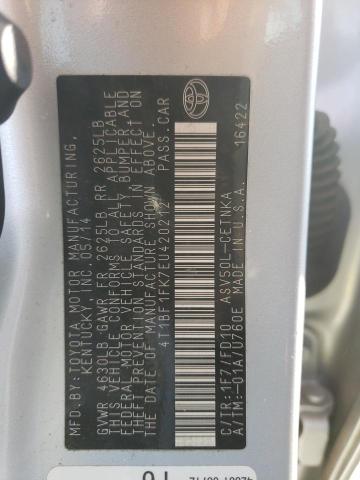 MFD.BY:TOYOTA MOTOR MANUFACTURING,
KENTUCKY, INC. 03/14
GVWR 4630LB GAWR FR 2625LB RR 2625LB
THIS VEHICLE CONFORMS TO ALL APPLICABLE
FEDERAL MOTOR VEHICLE SAFETY, BUMPER, AND
THEFT PREVENTION STANDARDS IN EFFECT ON
THE DATE OF MANUFACTURE SHOWN ABOVE.
4T1BF1FK7EU420212 PASS.CAR
C/TR:1F7/FD10 ASV50L-CETNKA
A/TM:-01A/U760E MADE IN U.S.A. 16422